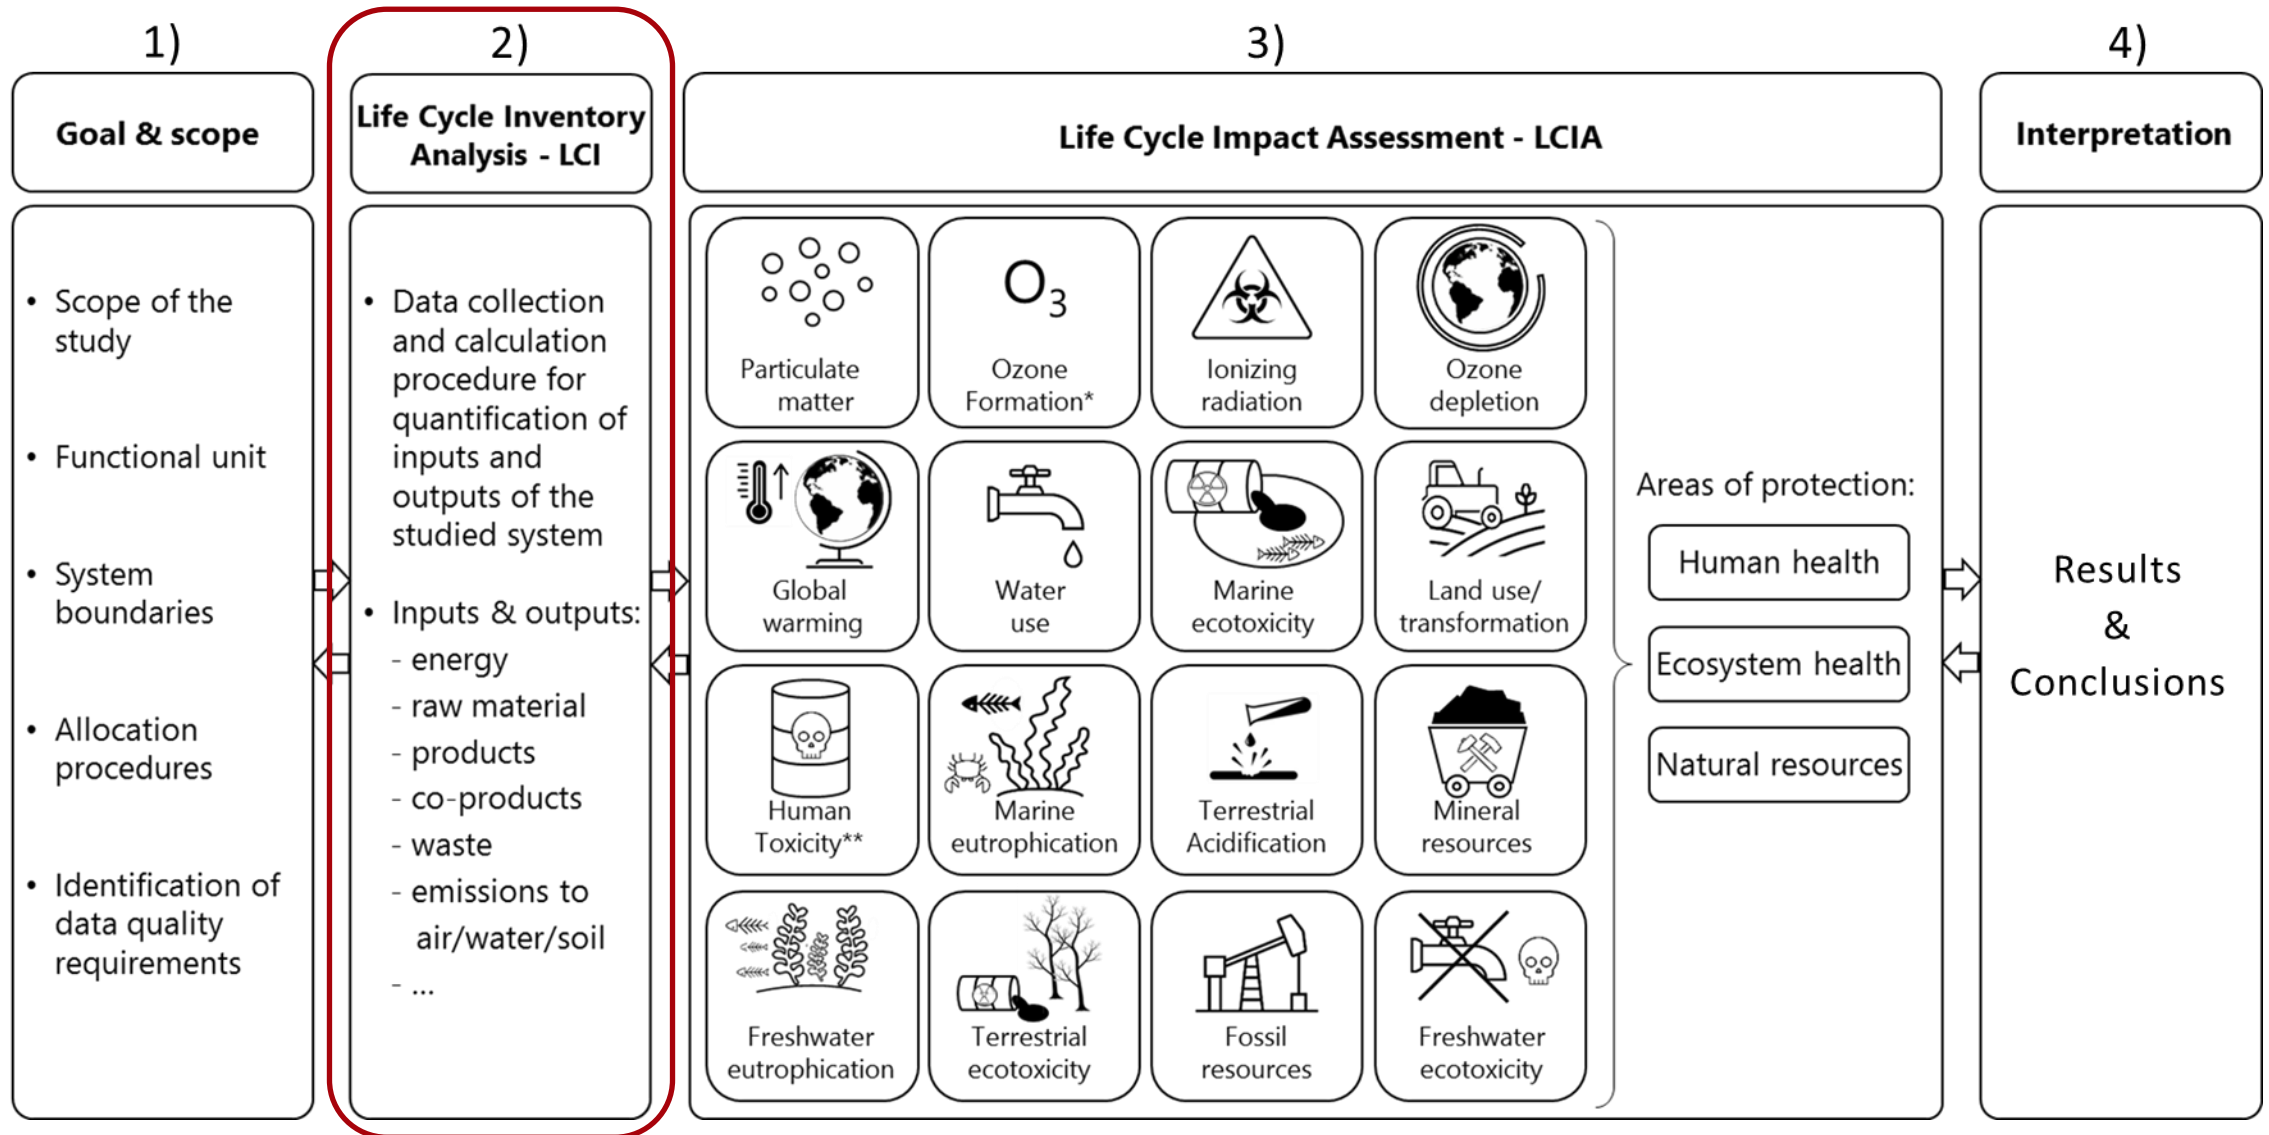 1)
Goal & scope
• Scope of the
study
• Functional unit
• System
boundaries
• Allocation
procedures
• Identification of
data quality
requirements
2)
Life Cycle Inventory
Analysis - LCI
• Data collection
and calculation
procedure for
quantification of
inputs and
outputs of the
studied system
• Inputs & outputs:
- energy
- raw material
- products
- co-products
- waste
- emissions to
air/water/soil
- ...
3)
Life Cycle Impact Assessment - LCIA
Particulate
matter
O3
Ozone
Formation*
Ionizing
radiation
Ozone
depletion
Global
warming
Water
use
Marine
ecotoxicity
Land use/
transformation
Human
Toxicity**
Marine
eutrophication
Terrestrial
Acidification
Mineral
resources
Freshwater
eutrophication
Terrestrial
ecotoxicity
Fossil
resources
Freshwater
ecotoxicity
Areas of protection:
Human health
Ecosystem health
Natural resources
4)
Interpretation
Results
&
Conclusions